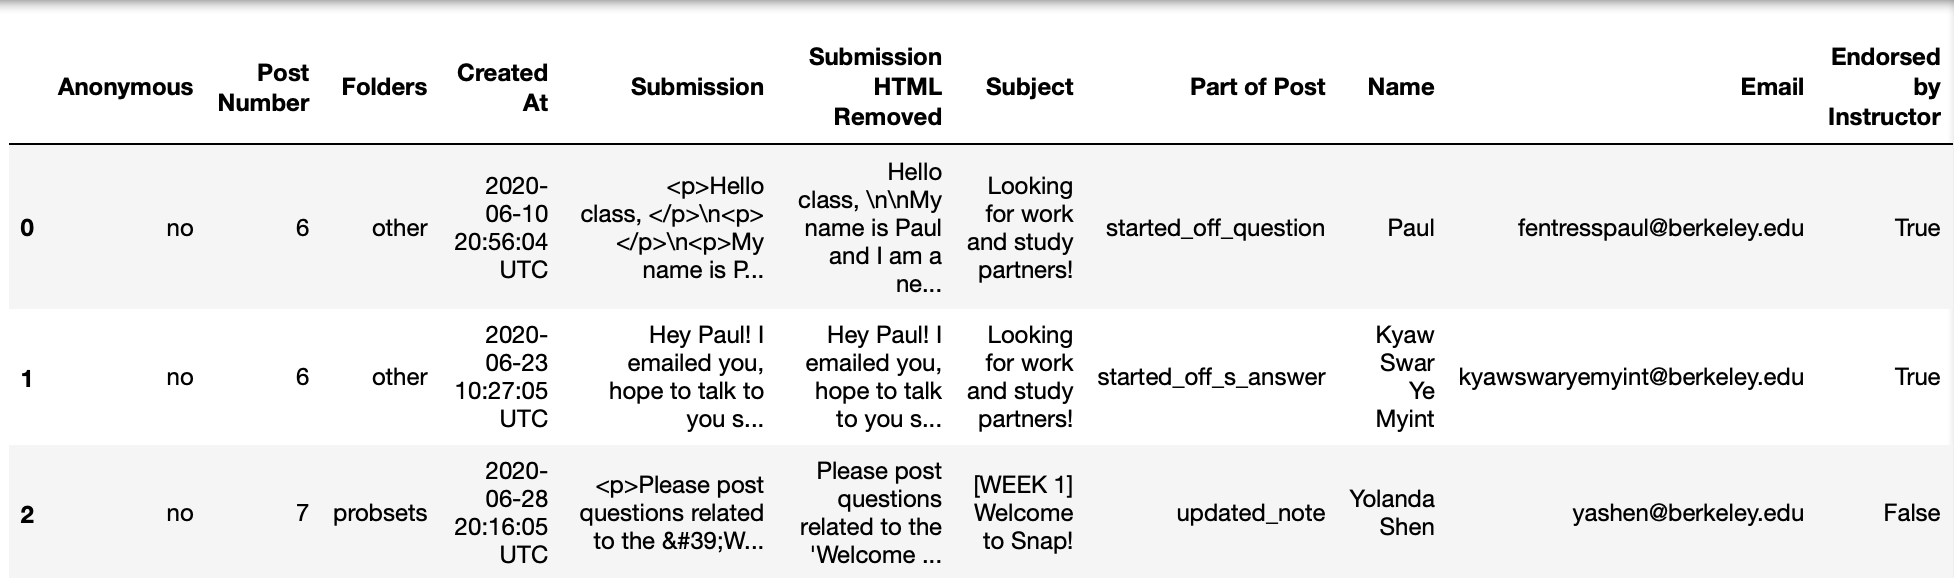 Anonymous Post Number Folders Created At Submission Submission HTML Removed Subject Part of Post Name Email Endorsed by Instructor
0 no 6 other 2020-06-10 20:56:04 UTC <p>Hello class, </p>\n<p></p>\n<p>My name is P... Hello class, \n\nMy name is Paul and I am a ne... Looking for work and study partners! started_off_question Paul fentresspaul@berkeley.edu True
1 no 6 other 2020-06-23 10:27:05 UTC Hey Paul! I emailed you, hope to talk to you s... Hey Paul! I emailed you, hope to talk to you s... Looking for work and study partners! started_off_s_answer Kyaw Swar Ye Myint kyawswaryemyint@berkeley.edu True
2 no 7 probsets 2020-06-28 20:16:05 UTC <p>Please post questions related to the &#39;W... Please post questions related to the 'Welcome ... [WEEK 1] Welcome to Snap! updated_note Yolanda Shen yashen@berkeley.edu False